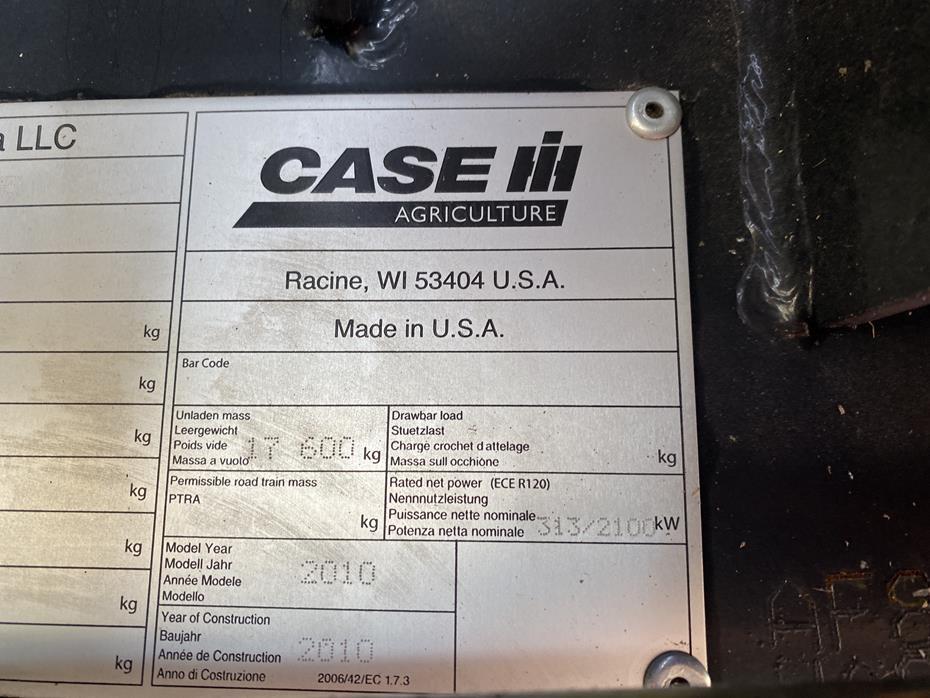 a LLC
CASE IH
AGRICULTURE
Racine, WI 53404 U.S.A.
Made in U.S.A.
kg
Bar Code
kg
Unladen mass
Leergewicht
Poids vide
Massa a vuoto
17 600 kg
Drawbar load
Stuetzlast
Charge crochet d attelage
Massa sull occhione
kg
kg
Permissible road train mass
PTRA
kg
Rated net power (ECE R120)
Nennnutzleistung
Puissance nette nominale
Potenza netta nominale
313/2100 kW
kg
kg
Model Year
Modell Jahr
Année Modele
Modello
2010
kg
Year of Construction
Baujahr
Année de Construction
Anno di Costruzione
2010
2006/42/EC 1.7.3
kg
kg